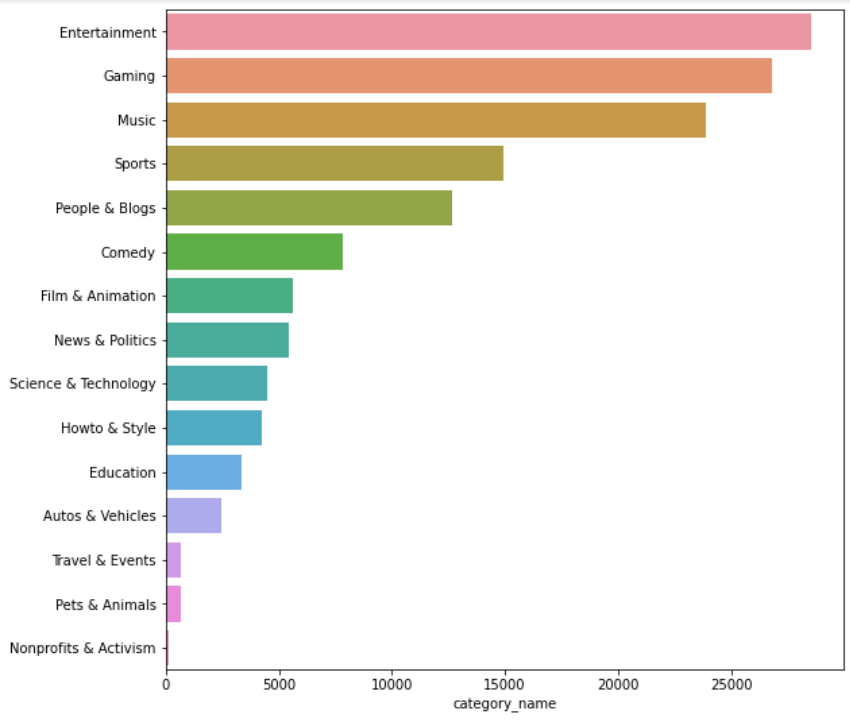 Entertainment
Gaming
Music
Sports
People & Blogs
Comedy
Film & Animation
News & Politics
Science & Technology
Howto & Style
Education
Autos & Vehicles
Travel & Events
Pets & Animals
Nonprofits & Activism
0 5000 10000 15000 20000 25000
category_name